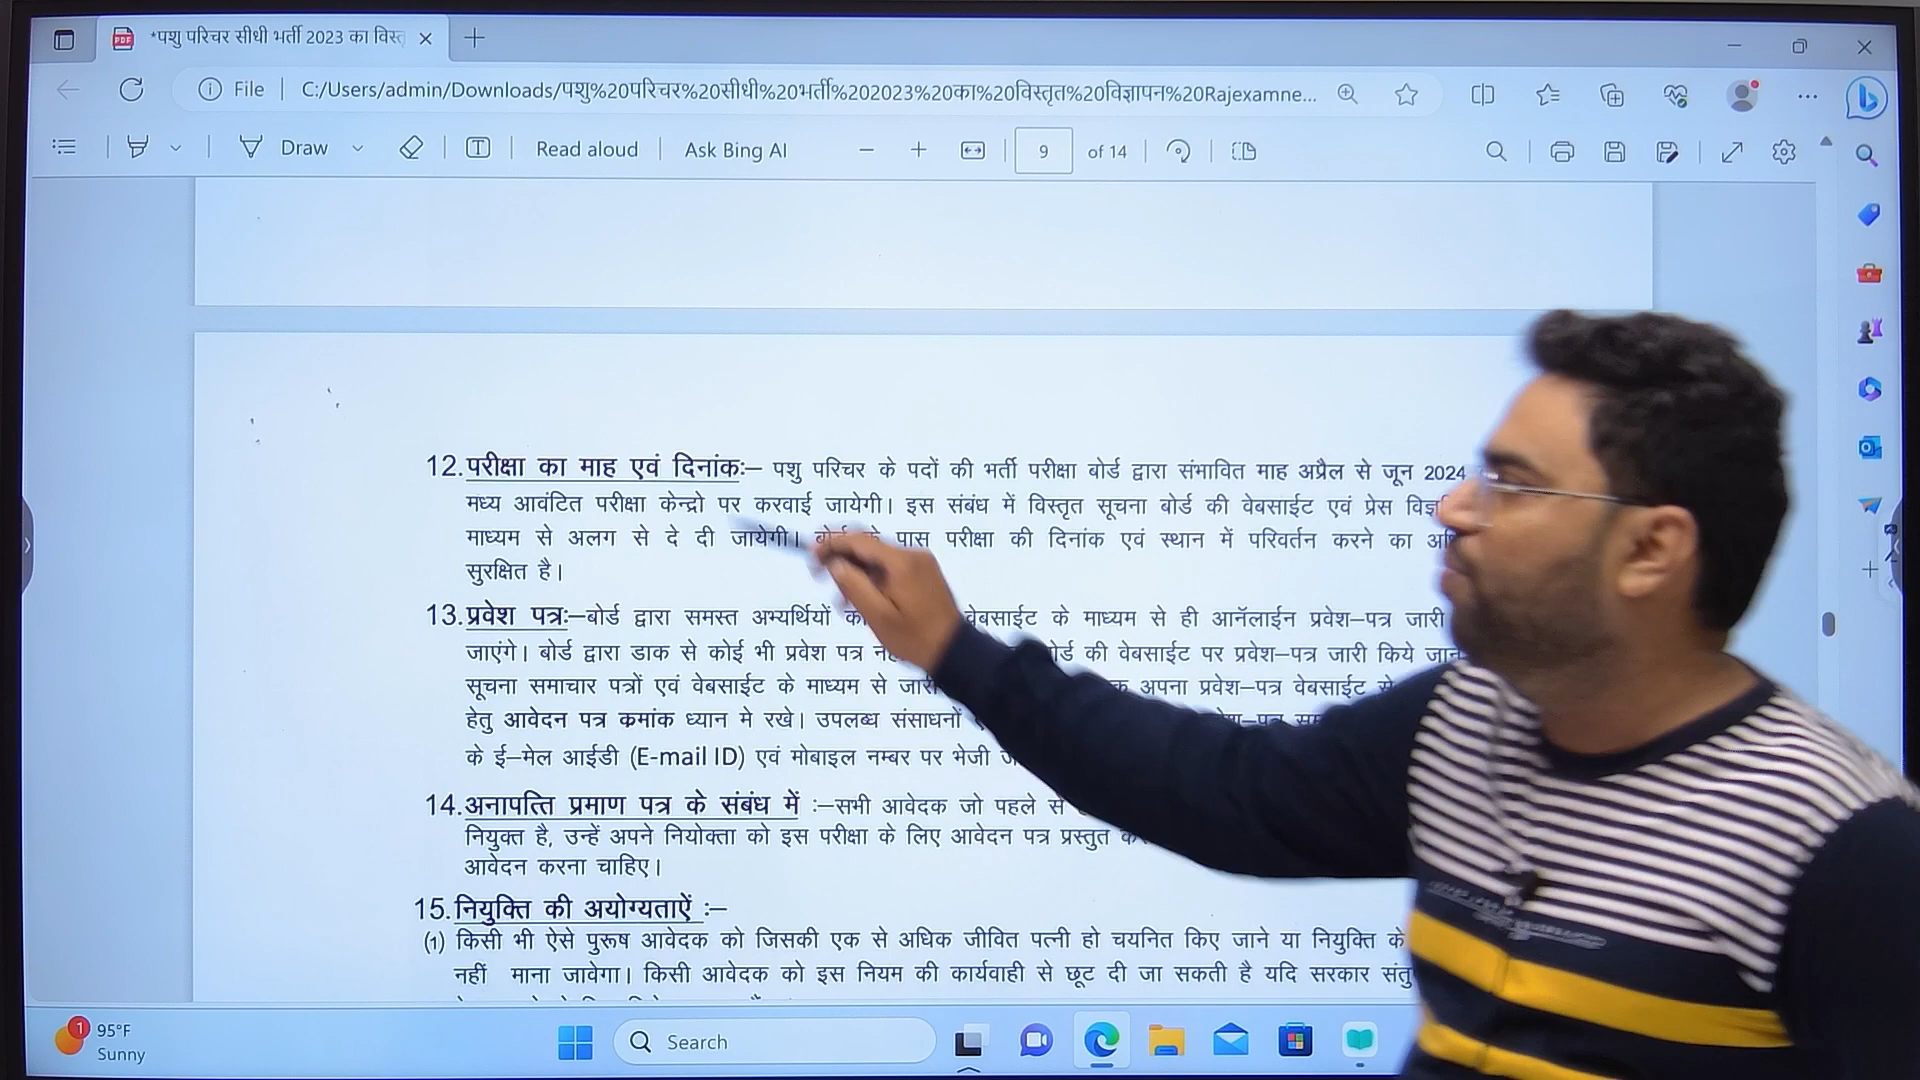 *पशु परिचर सीधी भर्ती 2023 का विस्त
File C:/Users/admin/Downloads/पशु%20परिचर%20सीधी%20भर्ती%202023%20का%20विस्तृत%20विज्ञापन%20Rajexamne...
Draw Read aloud Ask Bing AI 9 of 14
12. परीक्षा का माह एवं दिनांक:– पशु परिचर के पदों की भर्ती परीक्षा बोर्ड द्वारा संभावित माह अप्रैल से जून 2024
मध्य आवंटित परीक्षा केन्द्रो पर करवाई जायेगी। इस संबंध में विस्तृत सूचना बोर्ड की वेबसाईट एवं प्रेस
माध्यम से अलग से दे दी जायेगी। बोर्ड के पास परीक्षा की दिनांक एवं स्थान में परिवर्तन करने का
सुरक्षित है।
13. प्रवेश पत्र:–बोर्ड द्वारा समस्त अभ्यर्थियों वेबसाईट के माध्यम से ही आनॅलाईन प्रवेश–पत्र जारी
जाएंगे। बोर्ड द्वारा डाक से कोई भी प्रवेश पत्र की वेबसाईट पर प्रवेश–पत्र जारी किये
सूचना समाचार पत्रों एवं वेबसाईट के माध्यम से जारी अपना प्रवेश–पत्र वेबसाईट से
हेतु आवेदन पत्र कमांक ध्यान मे रखे। उपलब्ध संसाधनों
के ई–मेल आईडी (E-mail ID) एवं मोबाइल नम्बर पर भेजी
14. अनापत्ति प्रमाण पत्र के संबंध में :–सभी आवेदक जो पहले से
नियुक्त है, उन्हें अपने नियोक्ता को इस परीक्षा के लिए आवेदन पत्र प्रस्तुत
आवेदन करना चाहिए।
15. नियुक्ति की अयोग्यताऐं :–
(1) किसी भी ऐसे पुरूष आवेदक को जिसकी एक से अधिक जीवित पत्नी हो चयनित किए जाने या नियुक्ति के
नहीं माना जावेगा। किसी आवेदक को इस नियम की कार्यवाही से छूट दी जा सकती है यदि सरकार
1 95°F
Sunny
Search